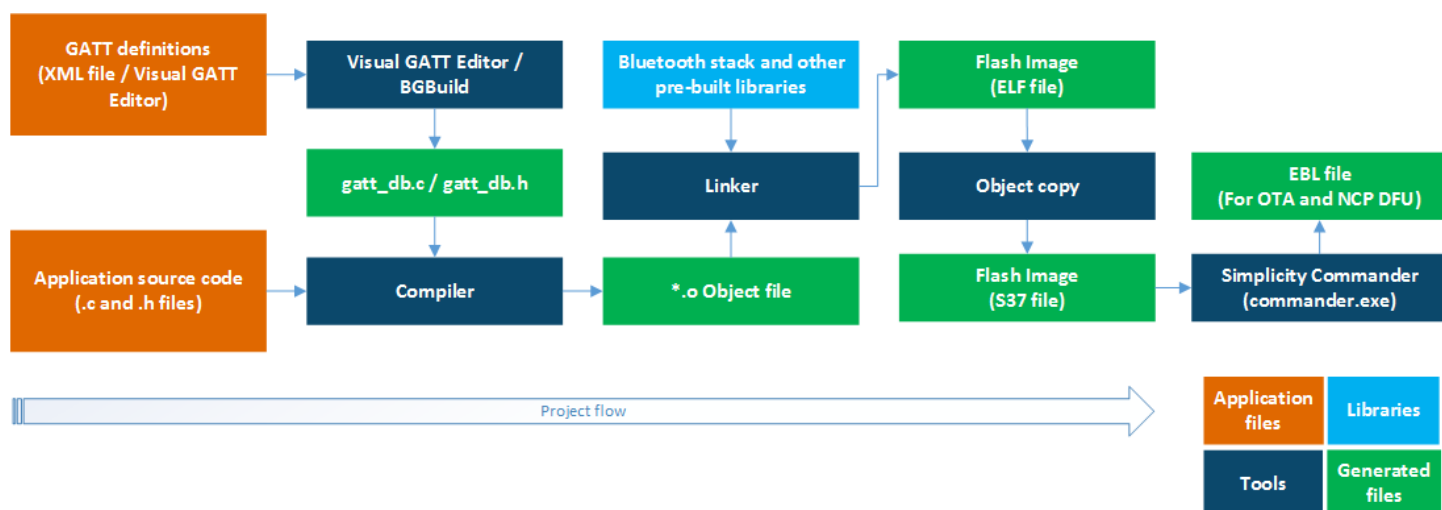 GATT definitions
(XML file / Visual GATT
Editor)
Visual GATT Editor /
BGBuild
Bluetooth stack and other
pre-built libraries
Flash Image
(ELF file)
gatt_db.c / gatt_db.h
Linker
Object copy
EBL file
(For OTA and NCP DFU)
Application source code
(.c and .h files)
Compiler
*.o Object file
Flash Image
(S37 file)
Simplicity Commander
(commander.exe)
Project flow
Application
files
Libraries
Tools
Generated
files